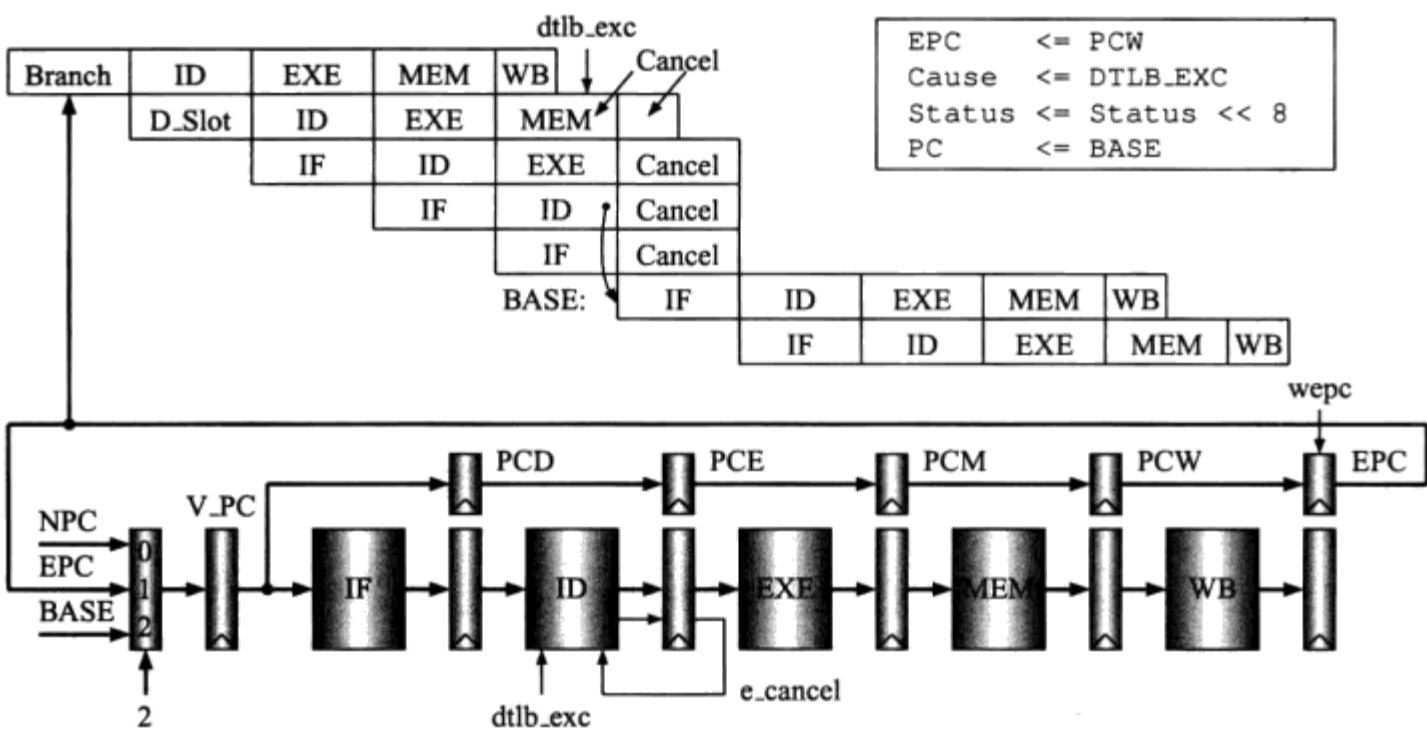 dtlb_exc
Cancel
Branch ID EXE MEM WB
D_Slot ID EXE MEM
IF ID EXE Cancel
IF ID Cancel
IF Cancel
BASE: IF ID EXE MEM WB
IF ID EXE MEM WB
EPC <= PCW
Cause <= DTLB_EXC
Status <= Status << 8
PC <= BASE
wepc
PCD PCE PCM PCW EPC
V_PC
NPC
EPC
BASE
0
1
2
IF ID EXE MEM WB
2
dtlb_exc
e_cancel